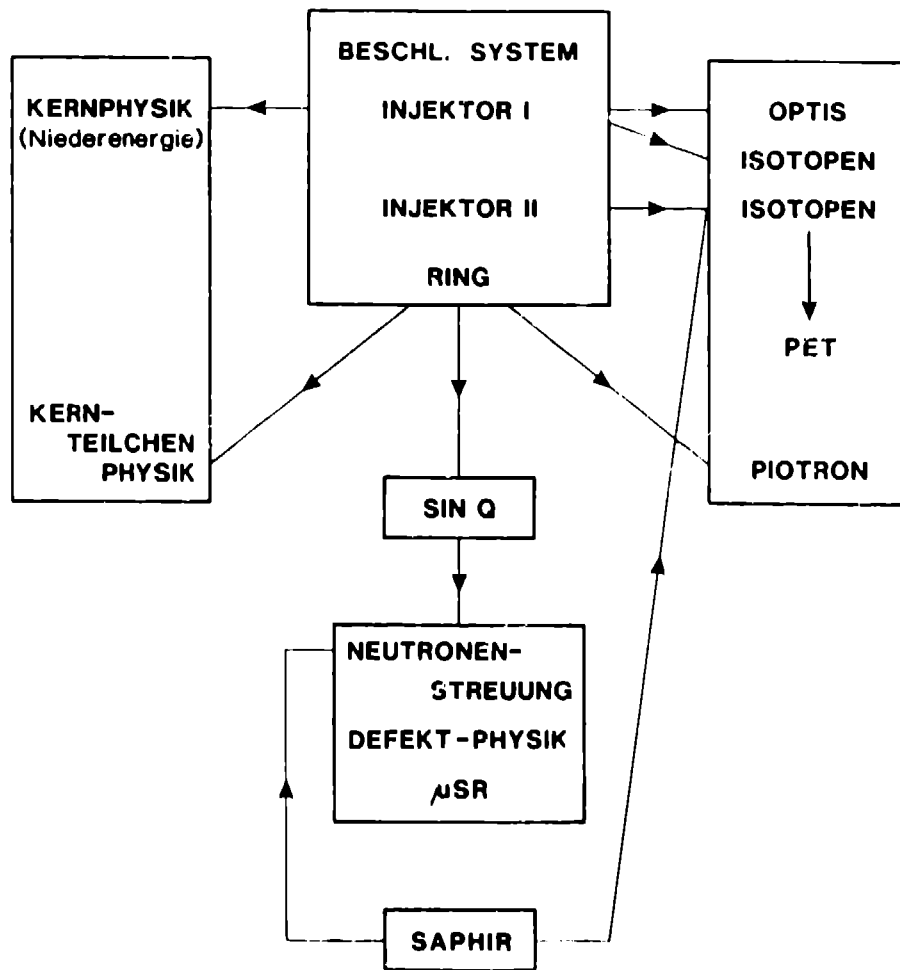 BESCHL. SYSTEM
INJEKTOR I
INJEKTOR II
RING
KERNPHYSIK
(Niederenergie)
KERN-
TEILCHEN
PHYSIK
OPTIS
ISOTOPEN
ISOTOPEN
PET
PIOTRON
SIN Q
NEUTRONEN-
STREUUNG
DEFEKT-PHYSIK
µSR
SAPHIR